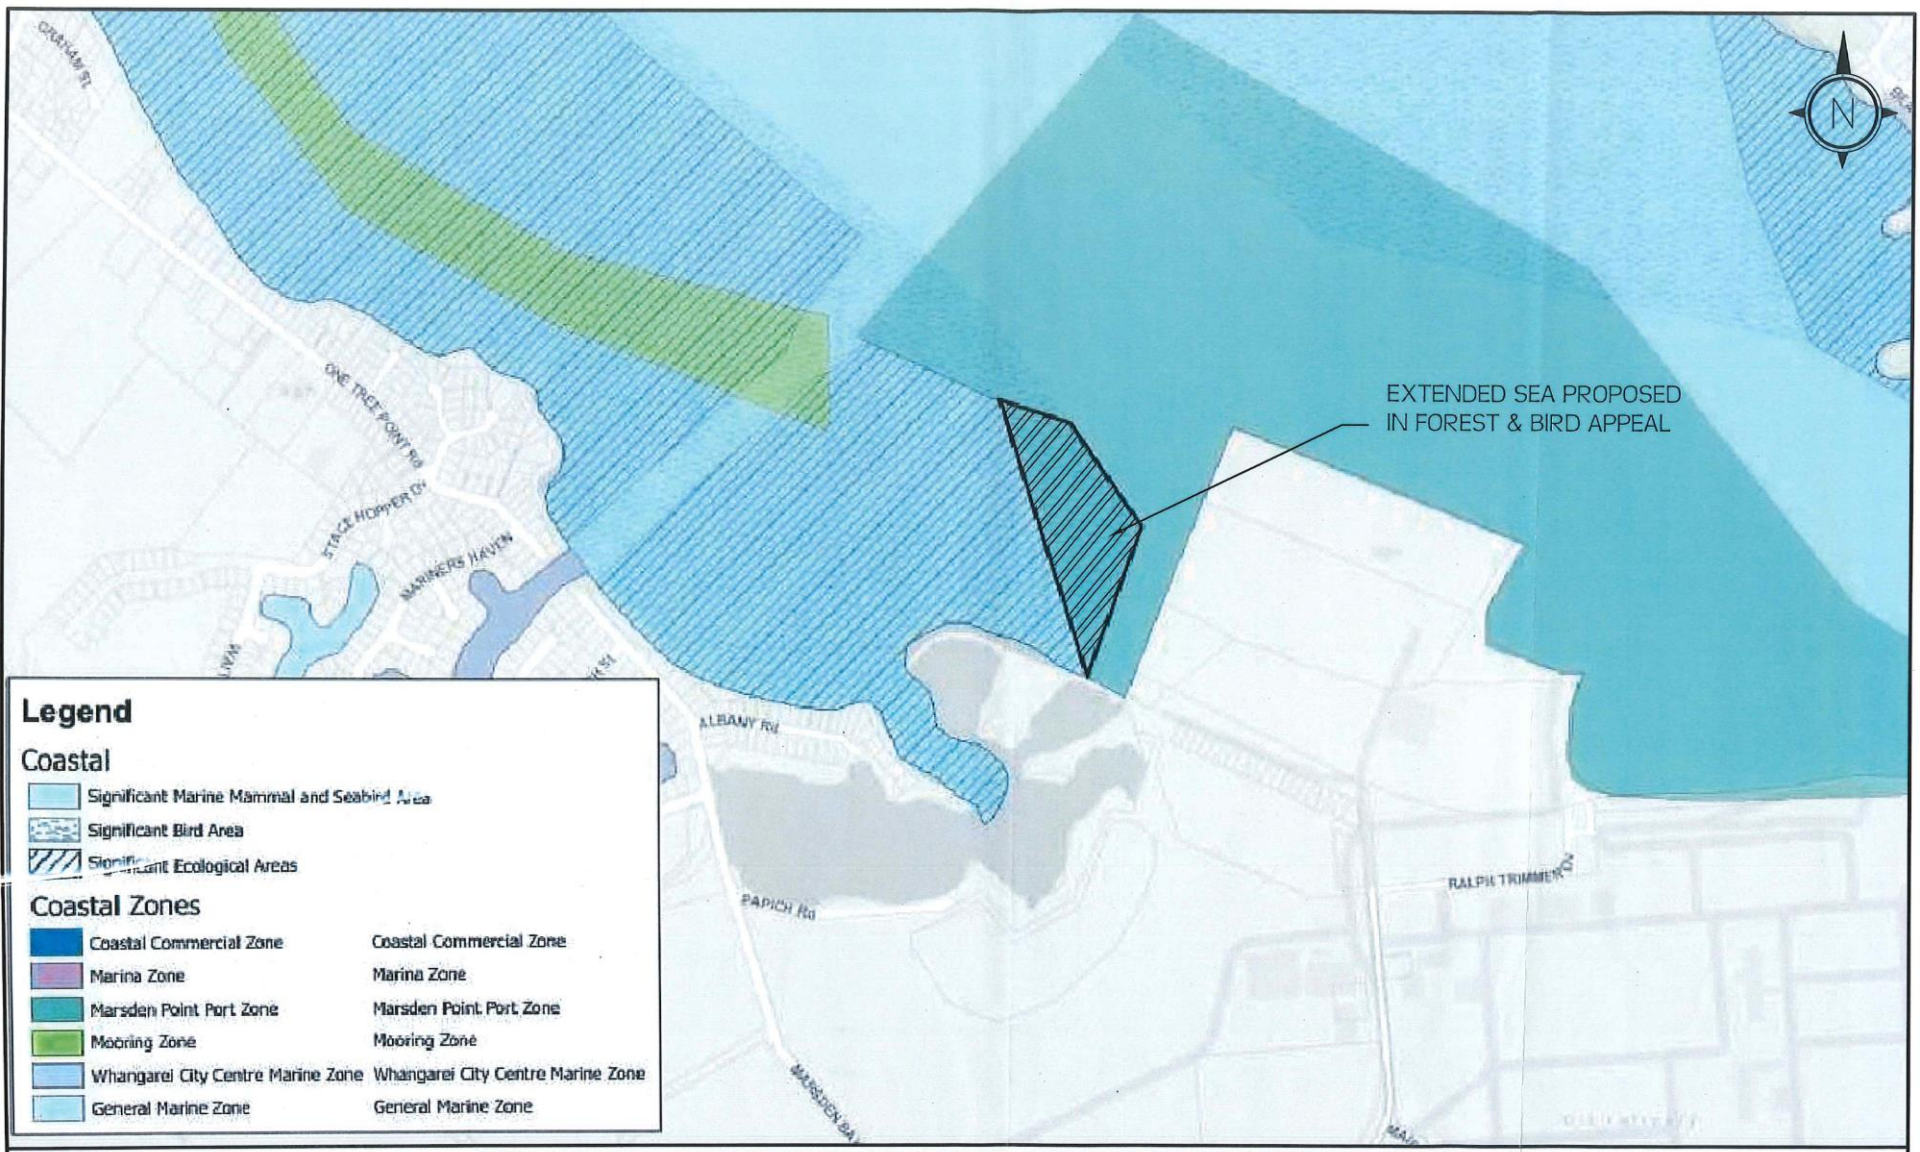 GRAHAM St
N
ONE TREE POINT Rd
STACE HOPPER Dr
MARINERS HAVEN
EXTENDED SEA PROPOSED
IN FOREST & BIRD APPEAL
ALBANY Rd
PAPICH Rd
RALPH TRIMMER Dr
MARSDEN BAY
Legend
Coastal
Significant Marine Mammal and Seabird Area
Significant Bird Area
Significant Ecological Areas
Coastal Zones
Coastal Commercial Zone Coastal Commercial Zone
Marina Zone Marina Zone
Marsden Point Port Zone Marsden Point Port Zone
Mooring Zone Mooring Zone
Whangarei City Centre Marine Zone Whangarei City Centre Marine Zone
General Marine Zone General Marine Zone